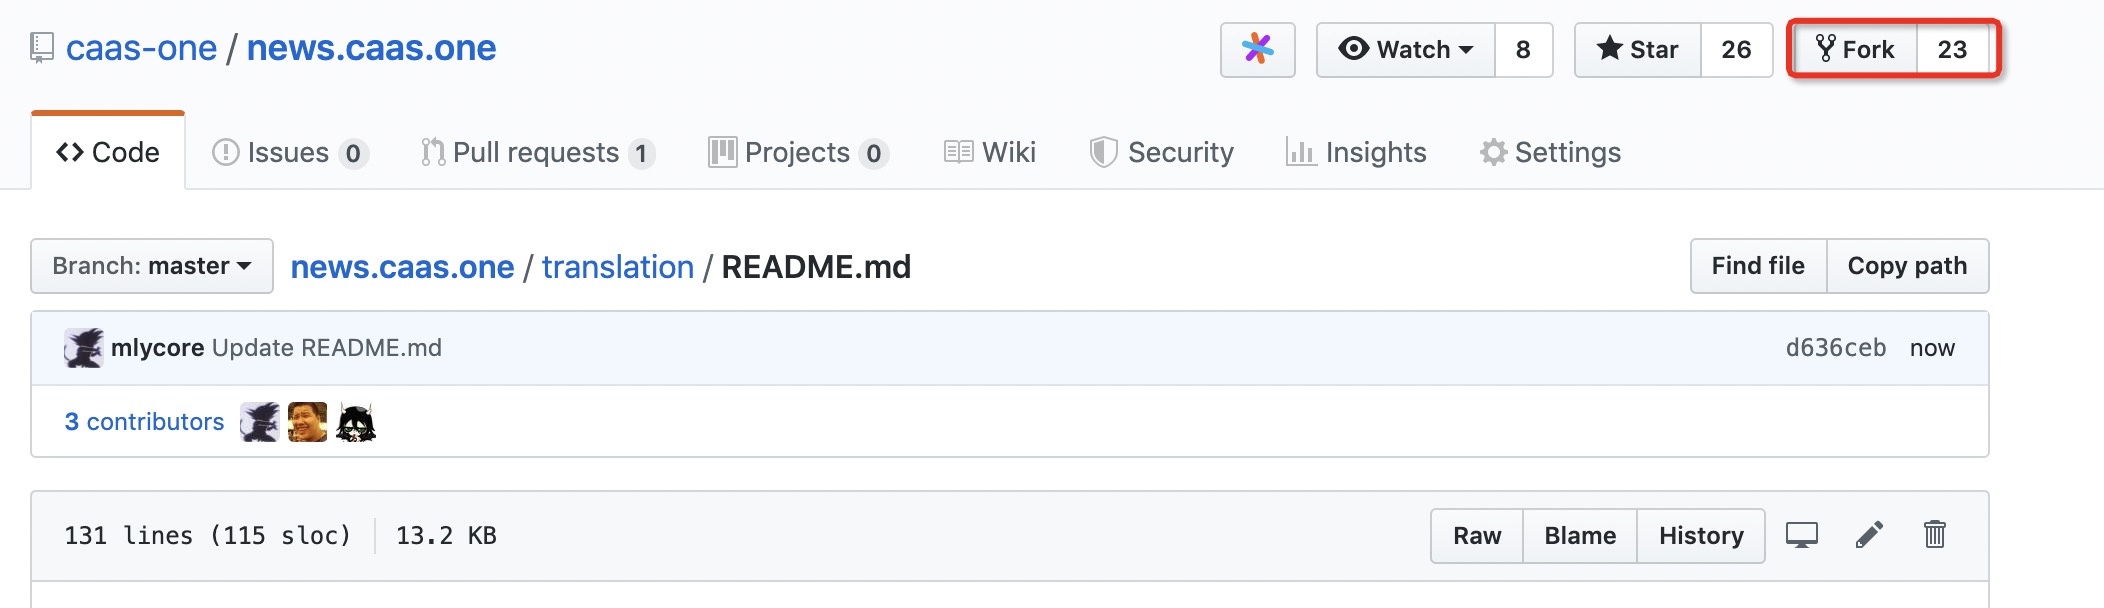 caas-one / news.caas.one Watch 8 Star 26 Fork 23
Code Issues 0 Pull requests 1 Projects 0 Wiki Security Insights Settings
Branch: master news.caas.one / translation / README.md Find file Copy path
mlycore Update README.md d636ceb now
3 contributors
131 lines (115 sloc) 13.2 KB Raw Blame History